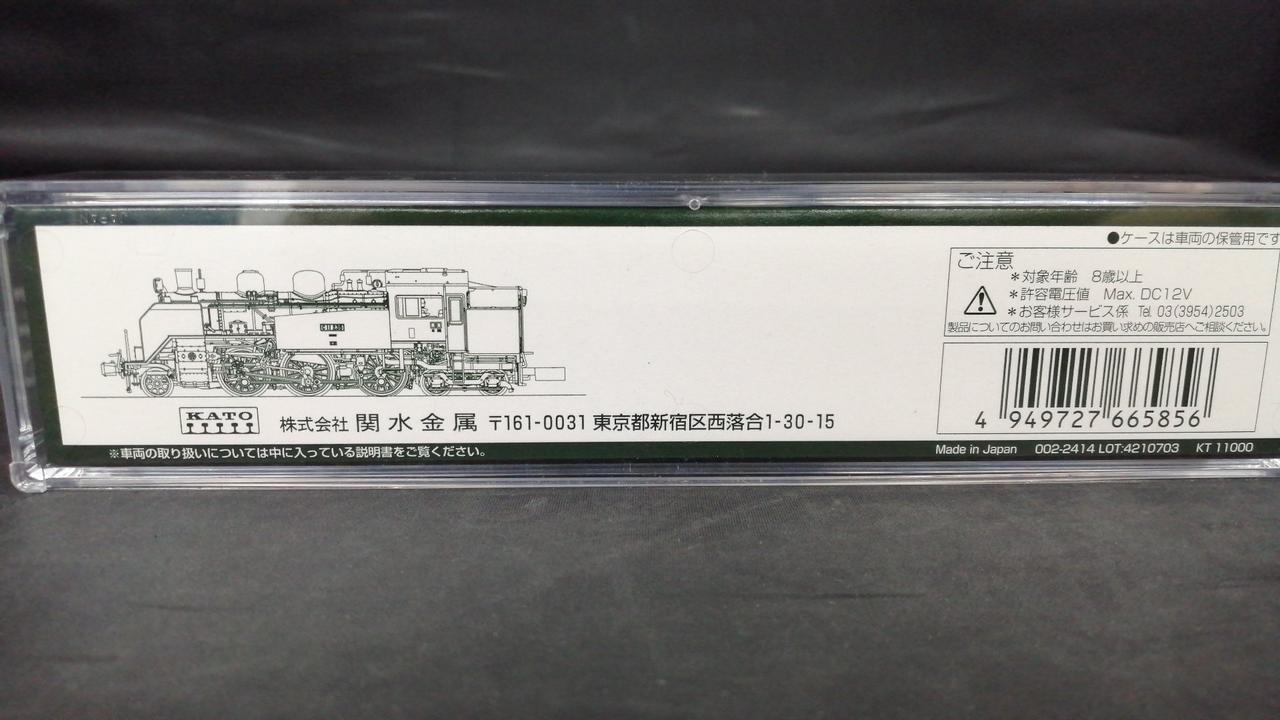 ●ケースは車両の保管用です
ご注意
＊対象年齢　8歳以上
＊許容電圧値　Max. DC12V
＊お客様サービス係　Tel 03(3954)2503
製品についてのお問い合わせはお買い求めの販売店へご相談ください。
4 949727 665856
KATO
株式会社 関水金属 〒161-0031 東京都新宿区西落合1-30-15
※車両の取り扱いについては中に入っている説明書をご覧ください。
Made in Japan 002-2414 LOT:4210703 KT 11000